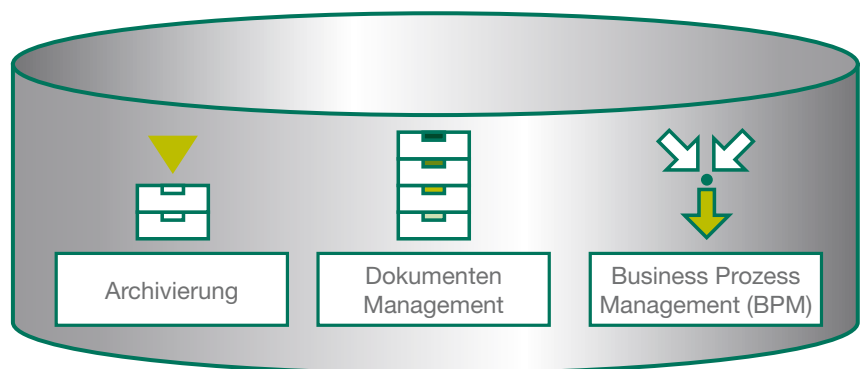 Archivierung
Dokumenten
Management
Business Prozess
Management (BPM)